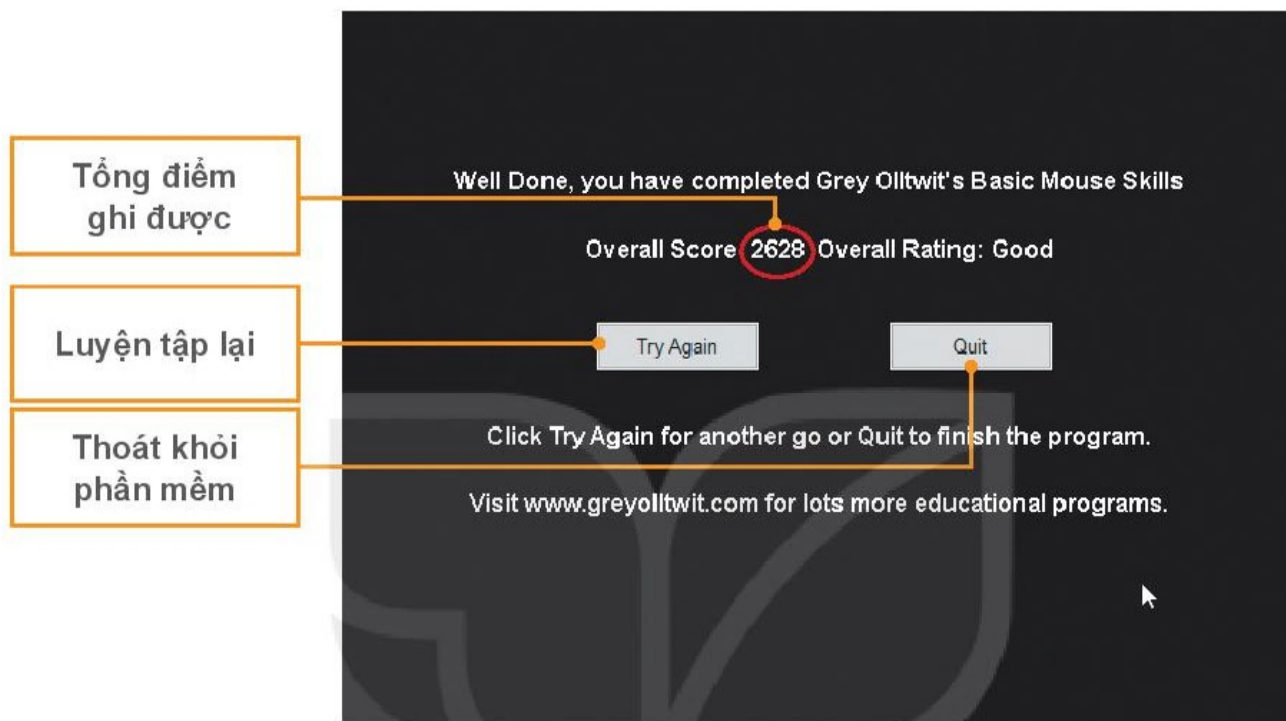 Tổng điểm
ghi được
Luyện tập lại
Thoát khỏi
phần mềm
Well Done, you have completed Grey Olltwit's Basic Mouse Skills
Overall Score 2628 Overall Rating: Good
Try Again
Quit
Click Try Again for another go or Quit to finish the program.
Visit www.greyolltwit.com for lots more educational programs.